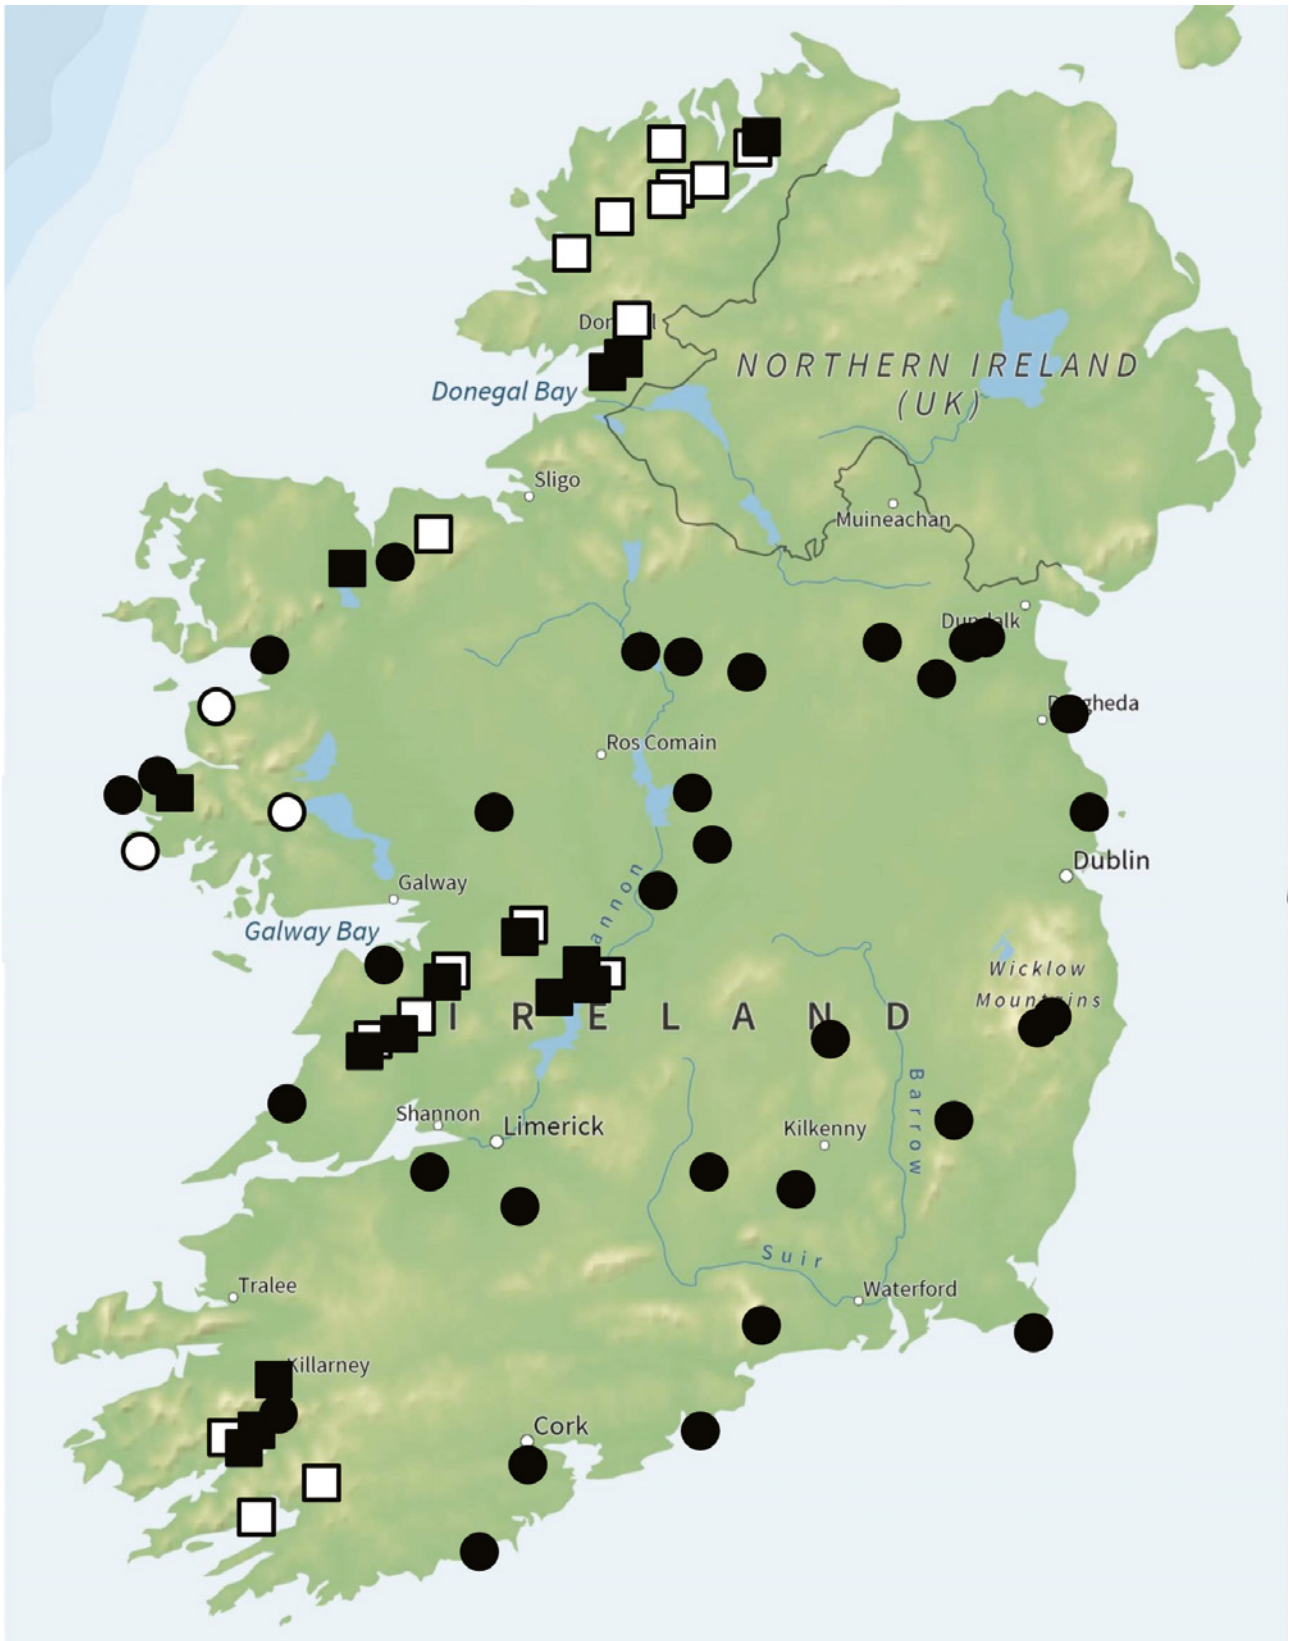 NORTHERN IRELAND
(UK)
Donegal Bay
Sligo
Muineachan
Ros Comain
Dublin
Galway
Galway Bay
Wicklow
Mountains
IRELAND
Barrow
Shannon
Limerick
Kilkenny
Suir
Waterford
Tralee
Killarney
Cork